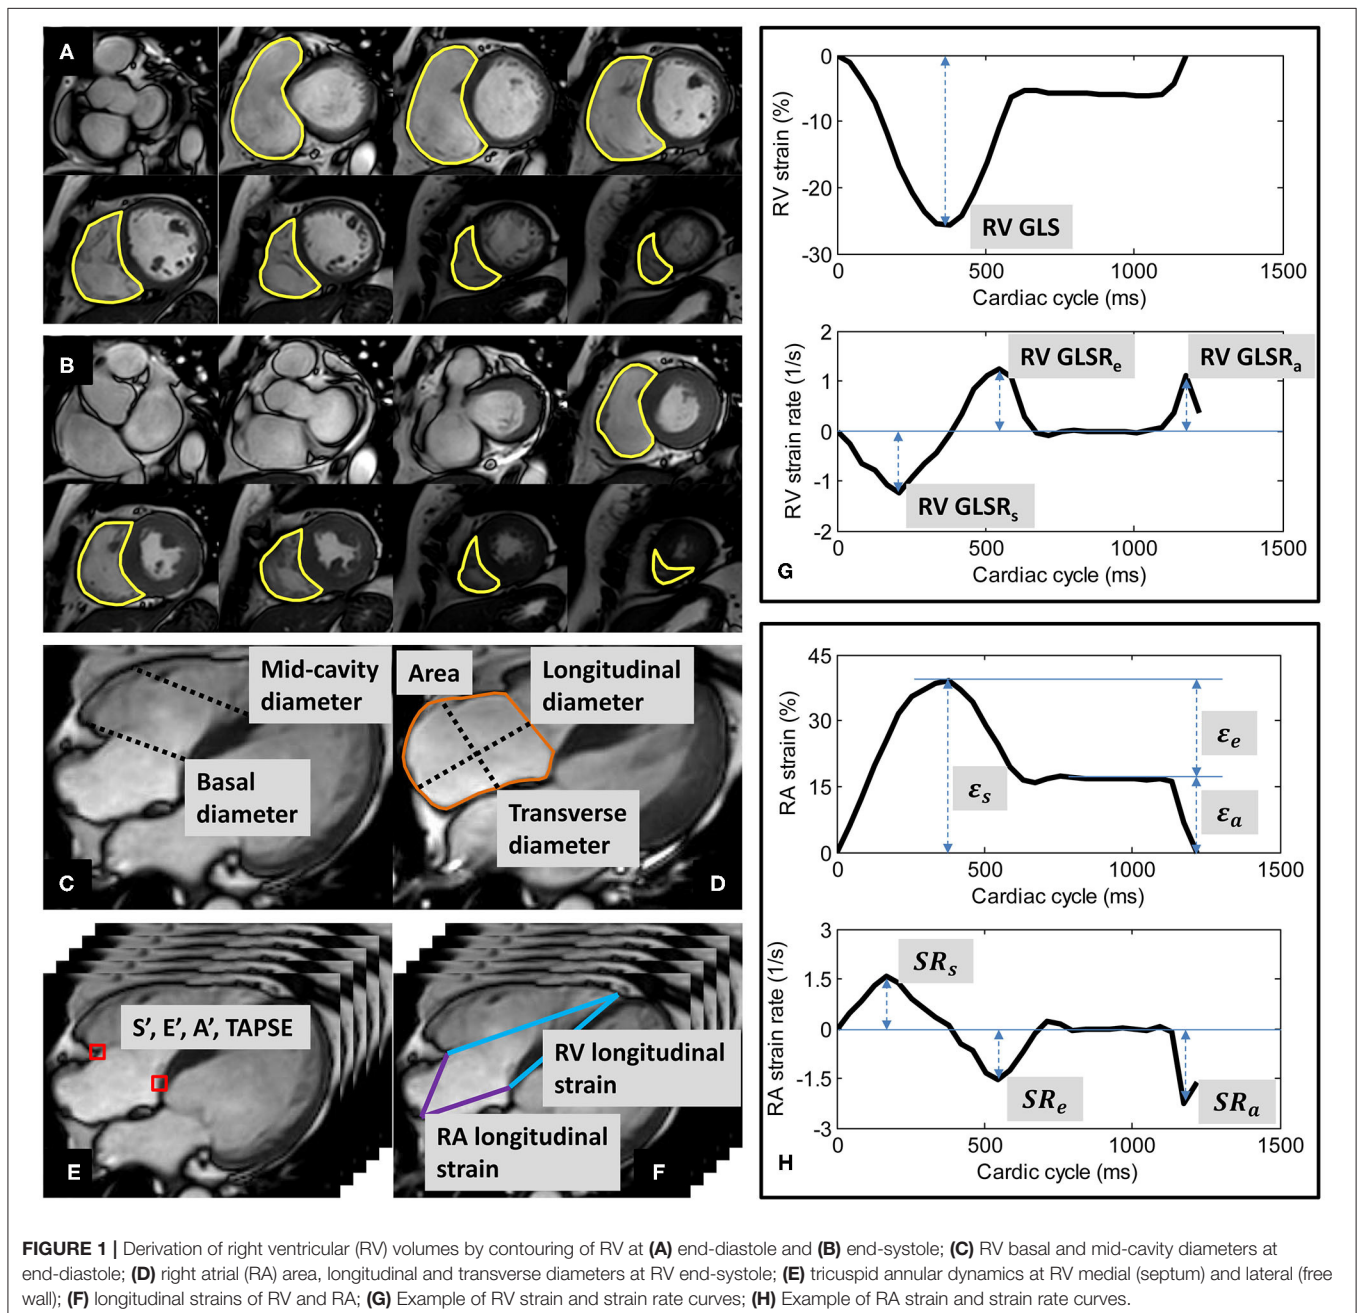 A
B
Mid-cavity
diameter
Basal
diameter
C
Area
Longitudinal
diameter
Transverse
diameter
D
S’, E’, A’, TAPSE
E
RV longitudinal
strain
RA longitudinal
strain
F
0
-10
-20
-30
RV strain (%)
RV GLS
0 500 1000 1500
Cardiac cycle (ms)
2
1
0
-1
-2
RV strain rate (1/s)
RV GLSRe
RV GLSRa
RV GLSRs
0 500 1000 1500
Cardiac cycle (ms)
G
45
30
15
0
RA strain (%)
εe
εs
εa
0 500 1000 1500
Cardiac cycle (ms)
3
1.5
0
-1.5
-3
RA strain rate (1/s)
SRs
SRe
SRa
0 500 1000 1500
Cardic cycle (ms)
H
FIGURE 1 | Derivation of right ventricular (RV) volumes by contouring of RV at (A) end-diastole and (B) end-systole; (C) RV basal and mid-cavity diameters at
end-diastole; (D) right atrial (RA) area, longitudinal and transverse diameters at RV end-systole; (E) tricuspid annular dynamics at RV medial (septum) and lateral (free
wall); (F) longitudinal strains of RV and RA; (G) Example of RV strain and strain rate curves; (H) Example of RA strain and strain rate curves.